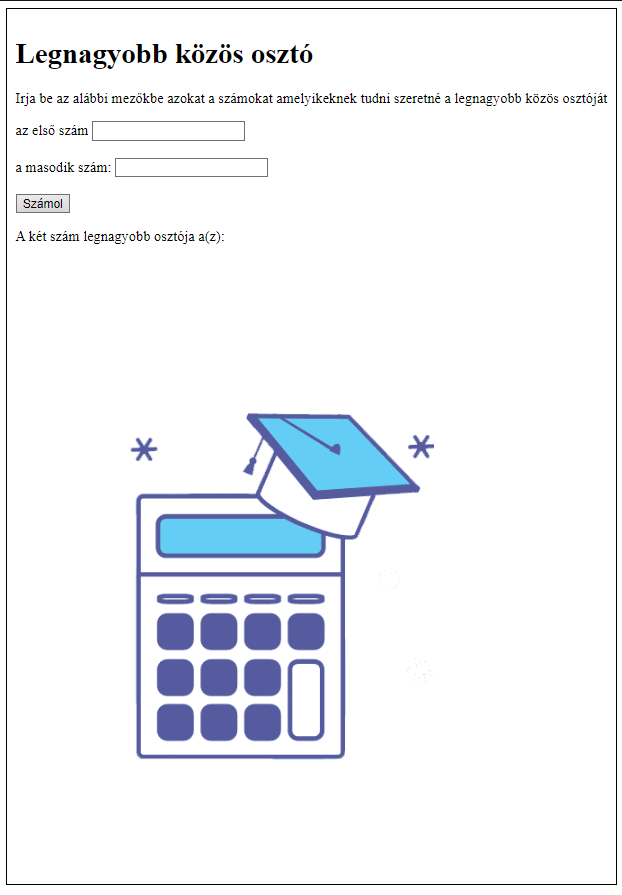 Legnagyobb közös osztó
Irja be az alábbi mezőkbe azokat a számokat amelyikeknek tudni szeretné a legnagyobb közös osztóját
az első szám
a masodik szám:
Számol
A két szám legnagyobb osztója a(z):